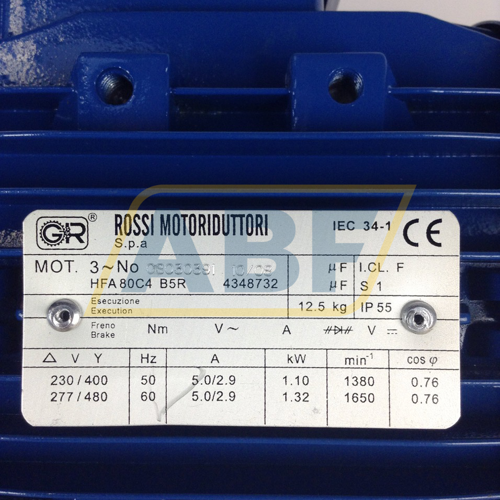 GR® ROSSI MOTORIDUTTORI IEC 34-1 CE
S.p.a
MOT. 3~No µF I.CL. F
HFA 80C4 B5R 4348732 µF S 1
Esecuzione
Execution 12.5 kg IP 55
Freno
Brake Nm V~ A V
△ V Y Hz A kW min⁻¹ cos φ
230/400 50 5.0/2.9 1.10 1380 0.76
277/480 60 5.0/2.9 1.32 1650 0.76
ABF